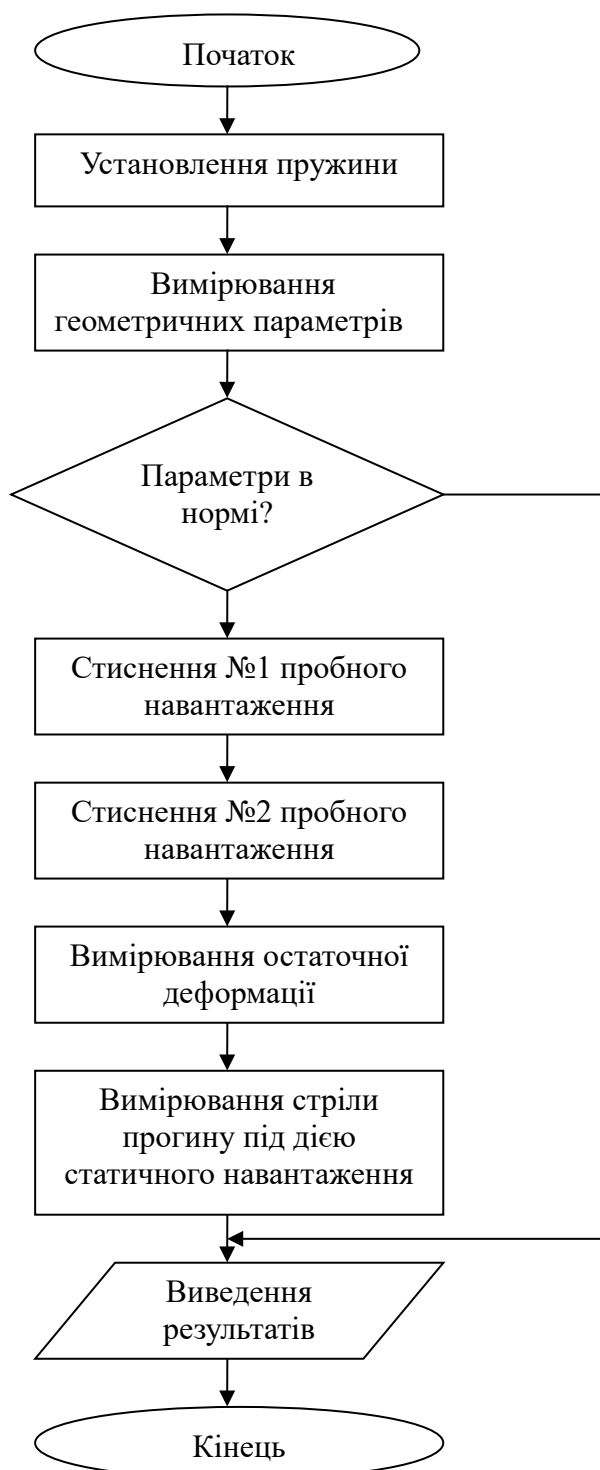 Початок
Установлення пружини
Вимірювання
геометричних параметрів
Параметри в
нормі?
Стиснення №1 пробного
навантаження
Стиснення №2 пробного
навантаження
Вимірювання остаточної
деформації
Вимірювання стріли
прогину під дією
статичного навантаження
Виведення
результатів
Кінець